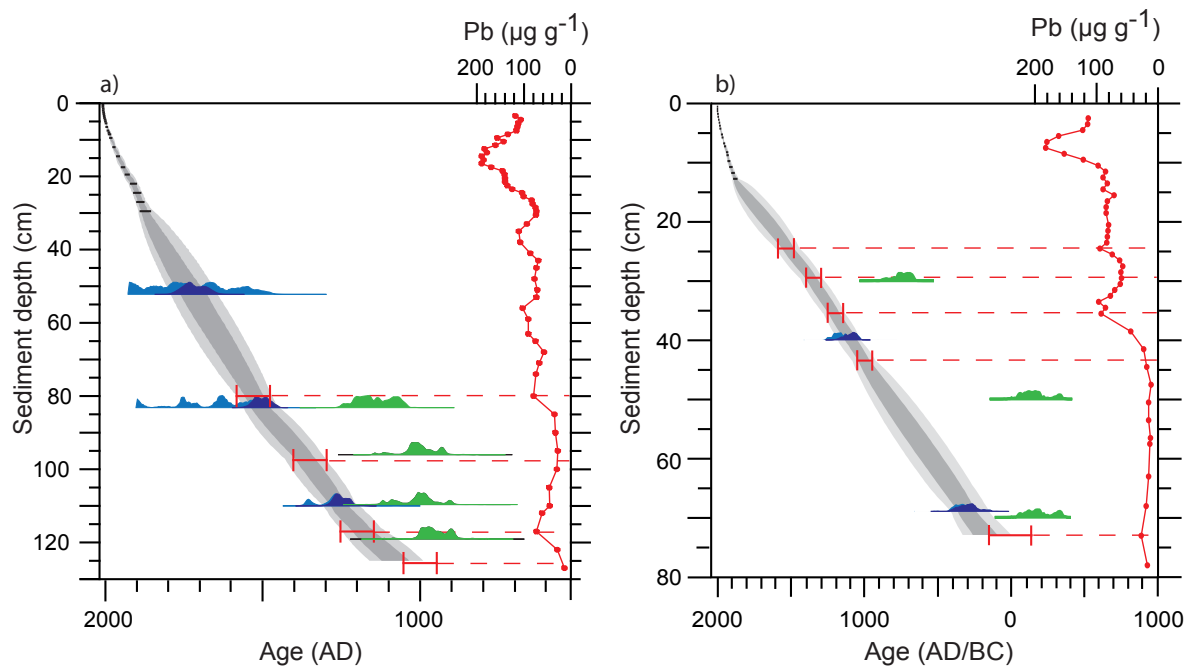 Pb (µg g-1)
200 100 0
a)
0
20
40
60
80
100
120
Sediment depth (cm)
2000 1000
Age (AD)
Pb (µg g-1)
200 100 0
b)
0
20
40
60
80
Sediment depth (cm)
2000 1000 0 1000
Age (AD/BC)